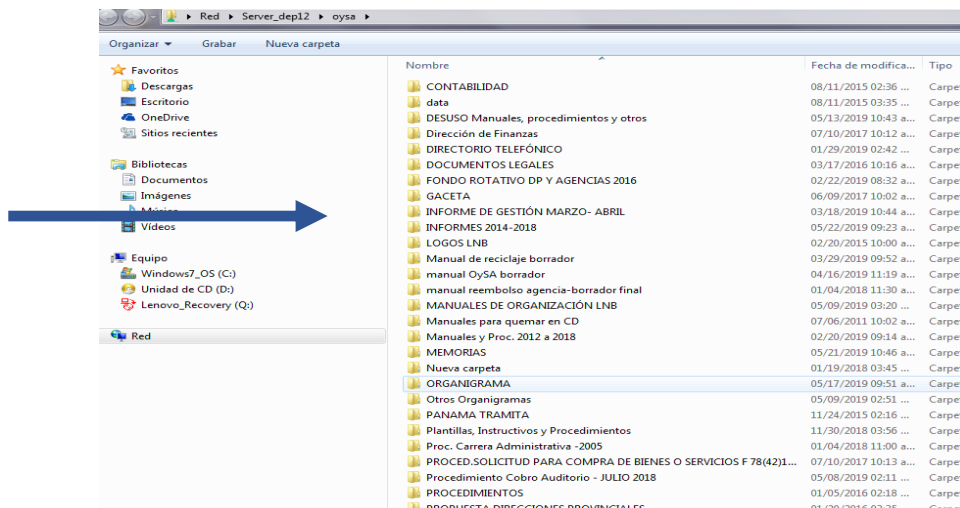 Red ▸ Server_dep12 ▸ oysa ▸
Organizar Grabar Nueva carpeta
Favoritos
Descargas
Escritorio
OneDrive
Sitios recientes
Bibliotecas
Documentos
Imágenes
Música
Vídeos
Equipo
Windows7_OS (C:)
Unidad de CD (D:)
Lenovo_Recovery (Q:)
Red
Nombre Fecha de modifica... Tipo
CONTABILIDAD 08/11/2015 02:36 ... Carpe
data 08/11/2015 03:35 ... Carpe
DESUSO Manuales, procedimientos y otros 05/13/2019 10:43 a... Carpe
Dirección de Finanzas 07/10/2017 10:12 a... Carpe
DIRECTORIO TELEFÓNICO 01/29/2019 02:42 ... Carpe
DOCUMENTOS LEGALES 03/17/2016 10:16 a... Carpe
FONDO ROTATIVO DP Y AGENCIAS 2016 02/22/2019 08:32 a... Carpe
GACETA 06/09/2017 10:02 a... Carpe
INFORME DE GESTIÓN MARZO- ABRIL 03/18/2019 10:44 a... Carpe
INFORMES 2014-2018 05/22/2019 09:23 a... Carpe
LOGOS LNB 02/20/2015 10:00 a... Carpe
Manual de reciclaje borrador 03/29/2019 09:52 a... Carpe
manual OySA borrador 04/16/2019 11:19 a... Carpe
manual reembolso agencia-borrador final 01/04/2018 11:30 a... Carpe
MANUALES DE ORGANIZACIÓN LNB 05/09/2019 03:20 ... Carpe
Manuales para quemar en CD 07/06/2011 10:02 a... Carpe
Manuales y Proc. 2012 a 2018 02/20/2019 09:14 a... Carpe
MEMORIAS 05/21/2019 10:46 a... Carpe
Nueva carpeta 01/19/2018 03:45 ... Carpe
ORGANIGRAMA 05/17/2019 09:51 a... Carpe
Otros Organigramas 05/09/2019 02:51 ... Carpe
PANAMA TRAMITA 11/24/2015 02:16 ... Carpe
Plantillas, Instructivos y Procedimientos 11/30/2018 03:56 ... Carpe
Proc. Carrera Administrativa -2005 01/04/2018 11:00 a... Carpe
PROCED.SOLICITUD PARA COMPRA DE BIENES O SERVICIOS F 78(42)1... 07/10/2017 10:13 a... Carpe
Procedimiento Cobro Auditorio - JULIO 2018 05/08/2019 02:11 ... Carpe
PROCEDIMIENTOS 01/05/2016 02:18 ... Carpe
PROPUESTA DIRECCIONES PROVINCIALES